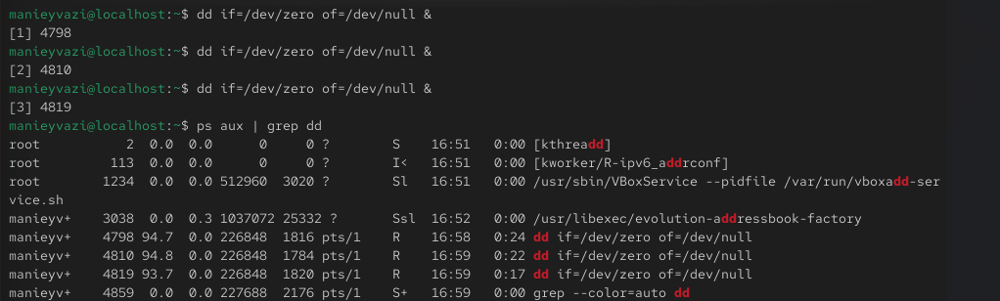 manieyvazi@localhost:~$ dd if=/dev/zero of=/dev/null &
[1] 4798
manieyvazi@localhost:~$ dd if=/dev/zero of=/dev/null &
[2] 4810
manieyvazi@localhost:~$ dd if=/dev/zero of=/dev/null &
[3] 4819
manieyvazi@localhost:~$ ps aux | grep dd
root           2  0.0  0.0      0     0 ?        S    16:51   0:00 [kthreadd]
root         113  0.0  0.0      0     0 ?        I<   16:51   0:00 [kworker/R-ipv6_addrconf]
root        1234  0.0  0.0 512960  3020 ?        Sl   16:51   0:00 /usr/sbin/VBoxService --pidfile /var/run/vboxadd-ser
vice.sh
manieyv+    3038  0.0  0.3 1037072 25332 ?       Ssl  16:52   0:00 /usr/libexec/evolution-addressbook-factory
manieyv+    4798 94.7  0.0 226848  1816 pts/1    R    16:58   0:24 dd if=/dev/zero of=/dev/null
manieyv+    4810 94.8  0.0 226848  1784 pts/1    R    16:59   0:22 dd if=/dev/zero of=/dev/null
manieyv+    4819 93.7  0.0 226848  1820 pts/1    R    16:59   0:17 dd if=/dev/zero of=/dev/null
manieyv+    4859  0.0  0.0 227688  2176 pts/1    S+   16:59   0:00 grep --color=auto dd